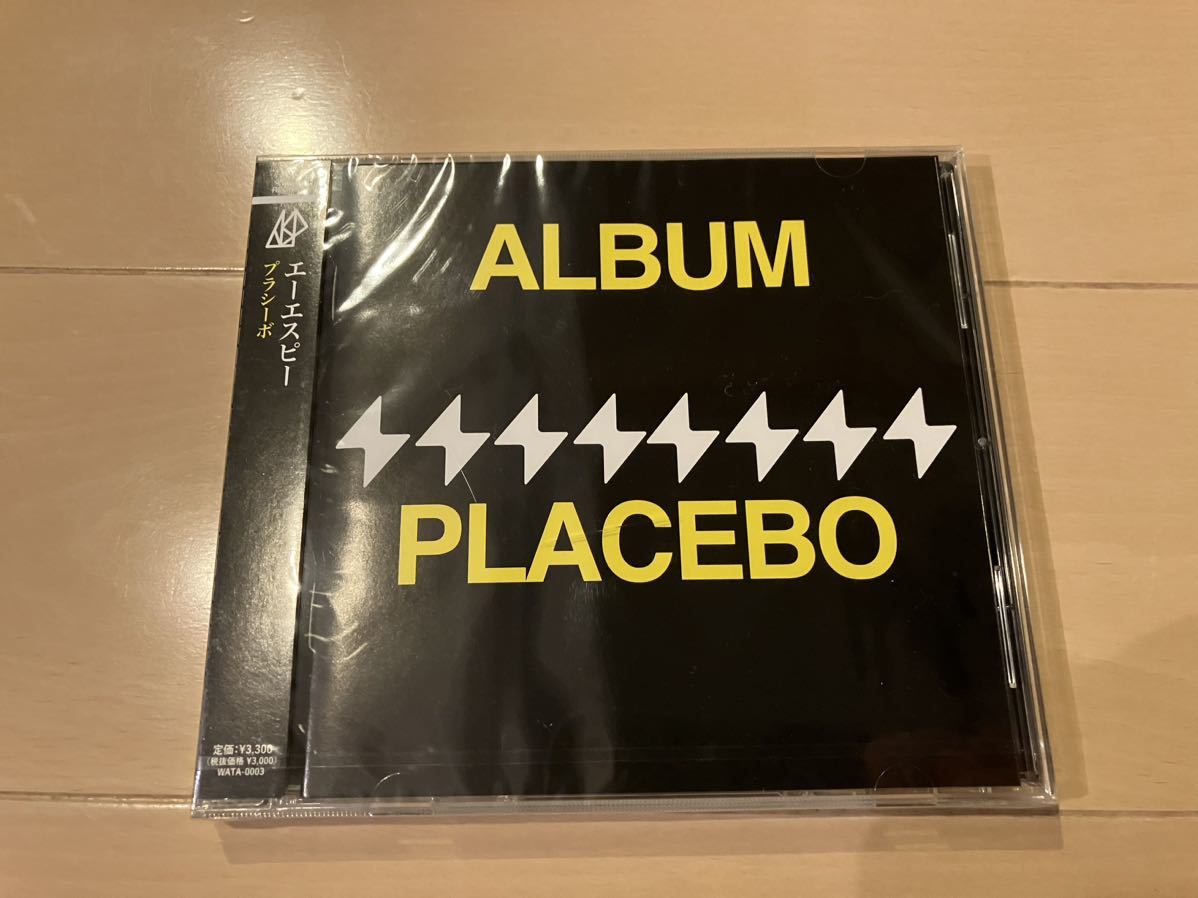 ALBUM
PLACEBO
エーエスピー
プラシーボ
定価:¥3,300
(税抜価格 ¥3,000)
WATA-0003